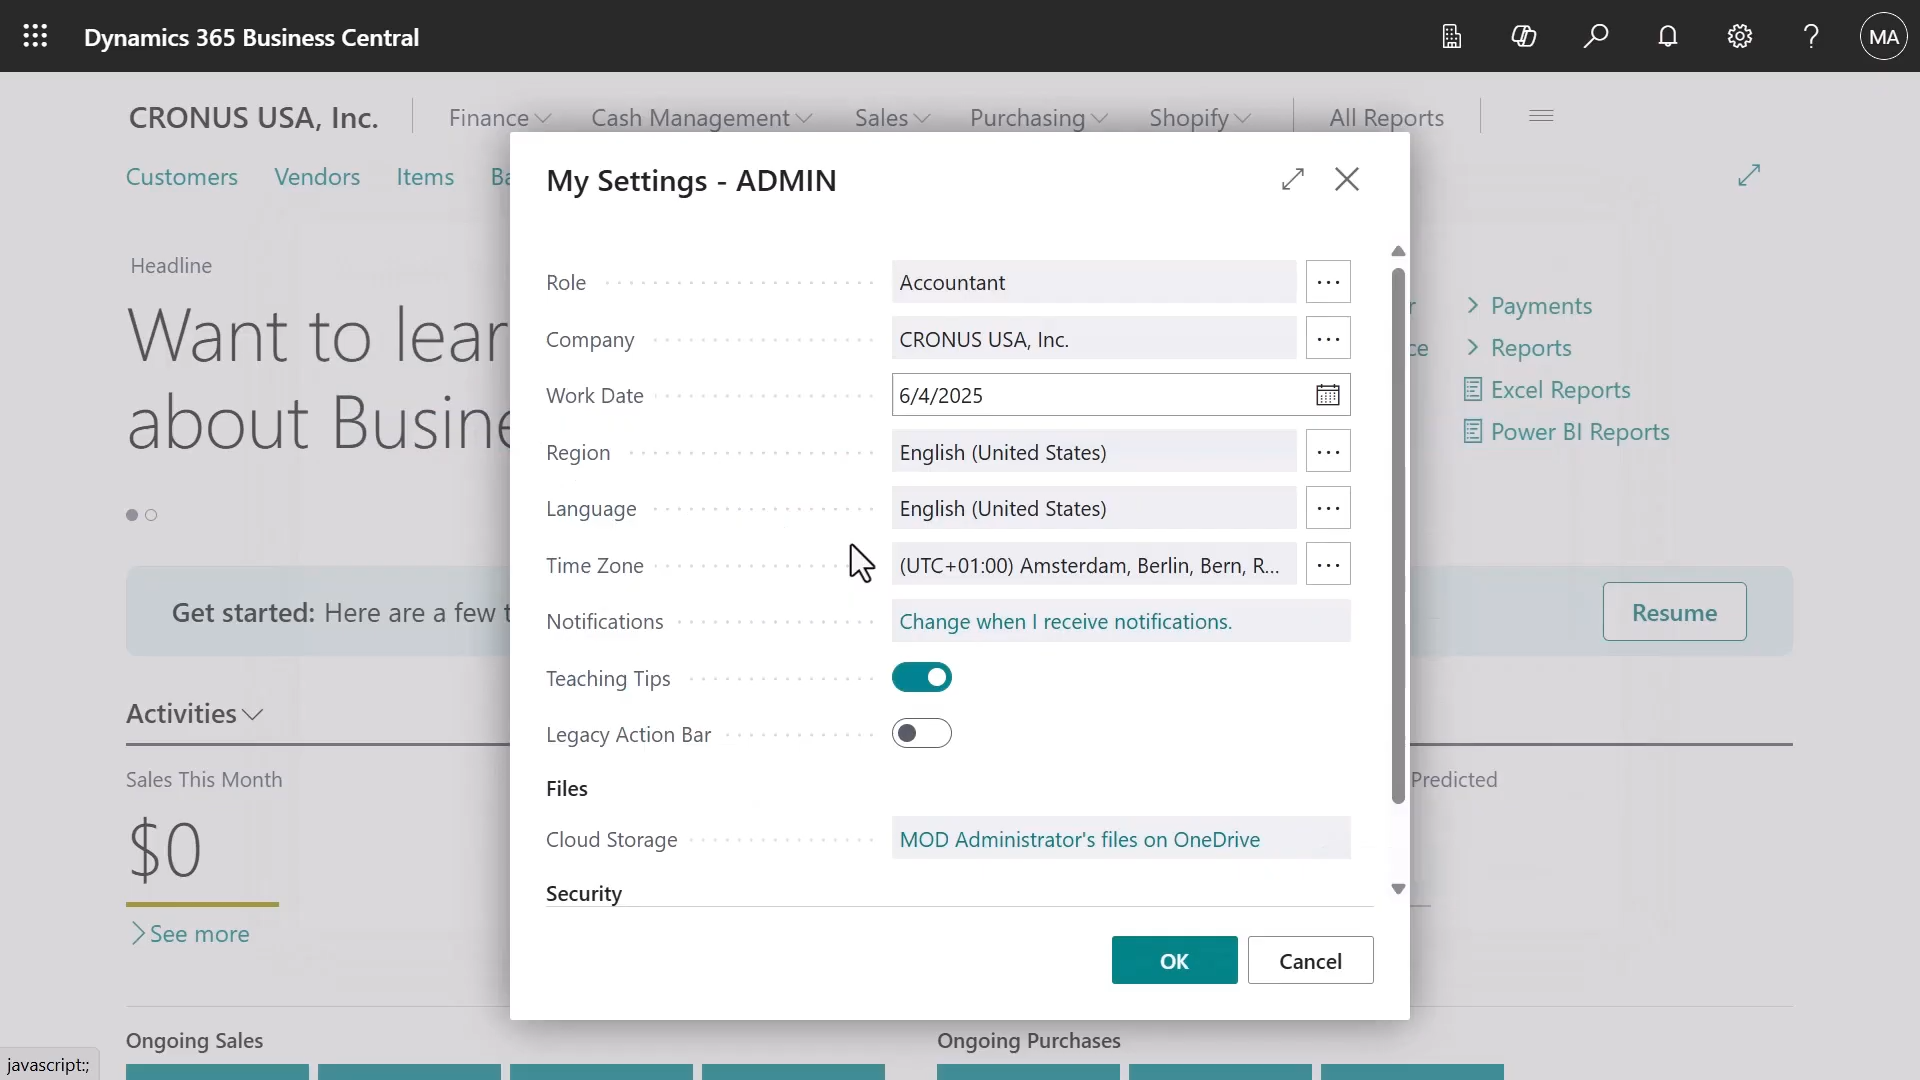 Dynamics 365 Business Central
MA
CRONUS USA, Inc.
Finance
Cash Management
Sales
Purchasing
Shopify
All Reports
Customers
Vendors
Items
My Settings - ADMIN
Headline
Want to
about
Role
Accountant
Company
CRONUS USA, Inc.
Work Date
6/4/2025
Region
English (United States)
Language
English (United States)
Time Zone
(UTC+01:00) Amsterdam, Berlin, Bern, R...
Notifications
Change when I receive notifications.
Teaching Tips
Legacy Action Bar
Files
Cloud Storage
MOD Administrator's files on OneDrive
Security
OK
Cancel
Payments
Reports
Excel Reports
Power BI Reports
Get started: Here are a few
Resume
Activities
Sales This Month
$0
See more
Predicted
Ongoing Sales
Ongoing Purchases
javascript:;